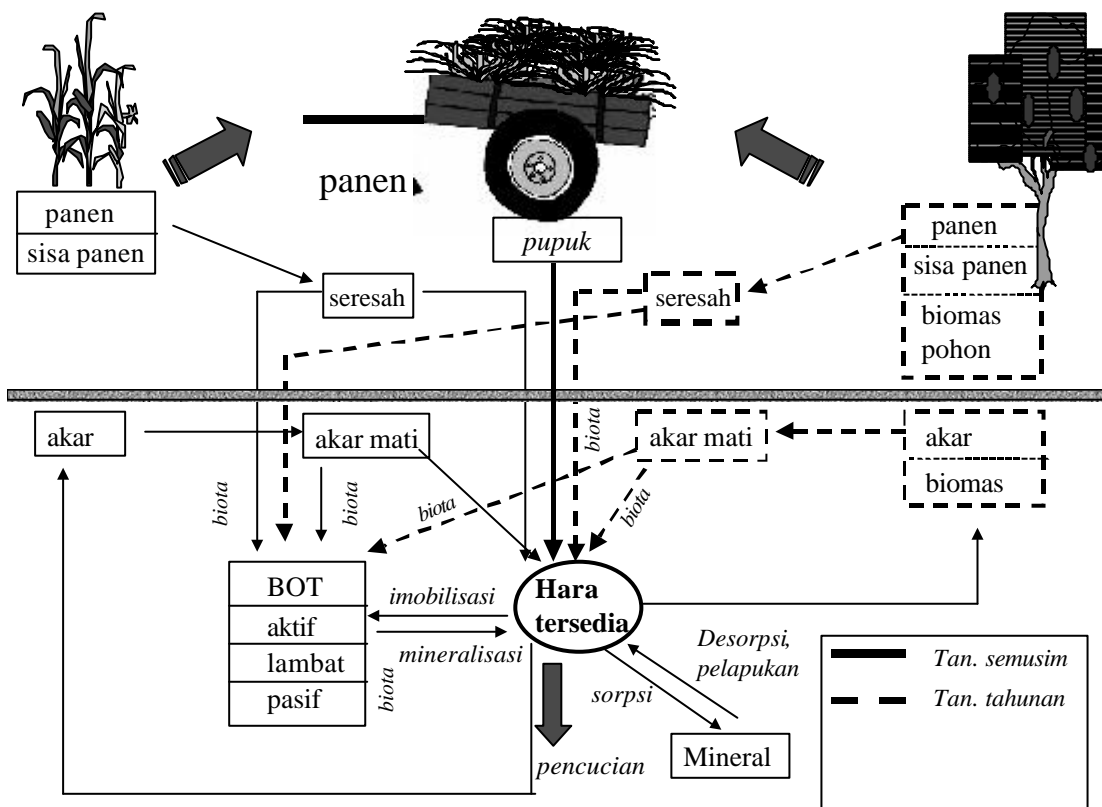 panen
pupuk
panen
sisa panen
panen
sisa panen
biomas
pohon
seresah
seresah
akar
akar mati
akar mati
akar
biomas
biota
biota
biota
biota
biota
BOT
aktif
lambat
pasif
biota
imobilisasi
mineralisasi
Hara
tersedia
Desorpsi,
pelapukan
sorpsi
pencucian
Mineral
Tan. semusim
Tan. tahunan